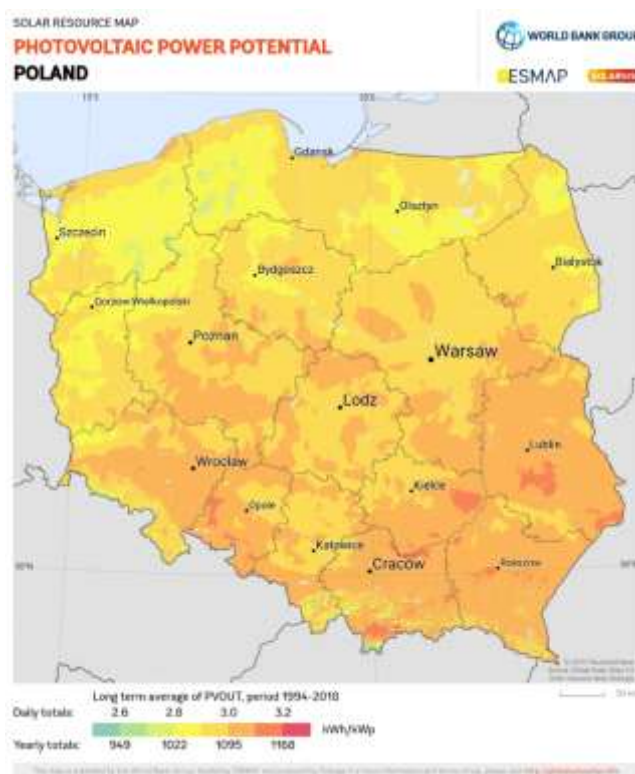 SOLAR RESOURCE MAP
PHOTOVOLTAIC POWER POTENTIAL
POLAND
WORLD BANK GROUP
ESMAP
Gdansk
Olsztyn
Szczecin
Bydgoszcz
Białystok
Gorzow Wielkopolski
Poznan
Warsaw
Lodz
Lublin
Wrocław
Kielce
Opole
Katowice
Cracow
Rzeszow
Long term average of PVOUT, period 1994-2018
Daily totals: 2.6 2.8 3.0 3.2
kWh/kWp
Yearly totals: 949 1022 1095 1168